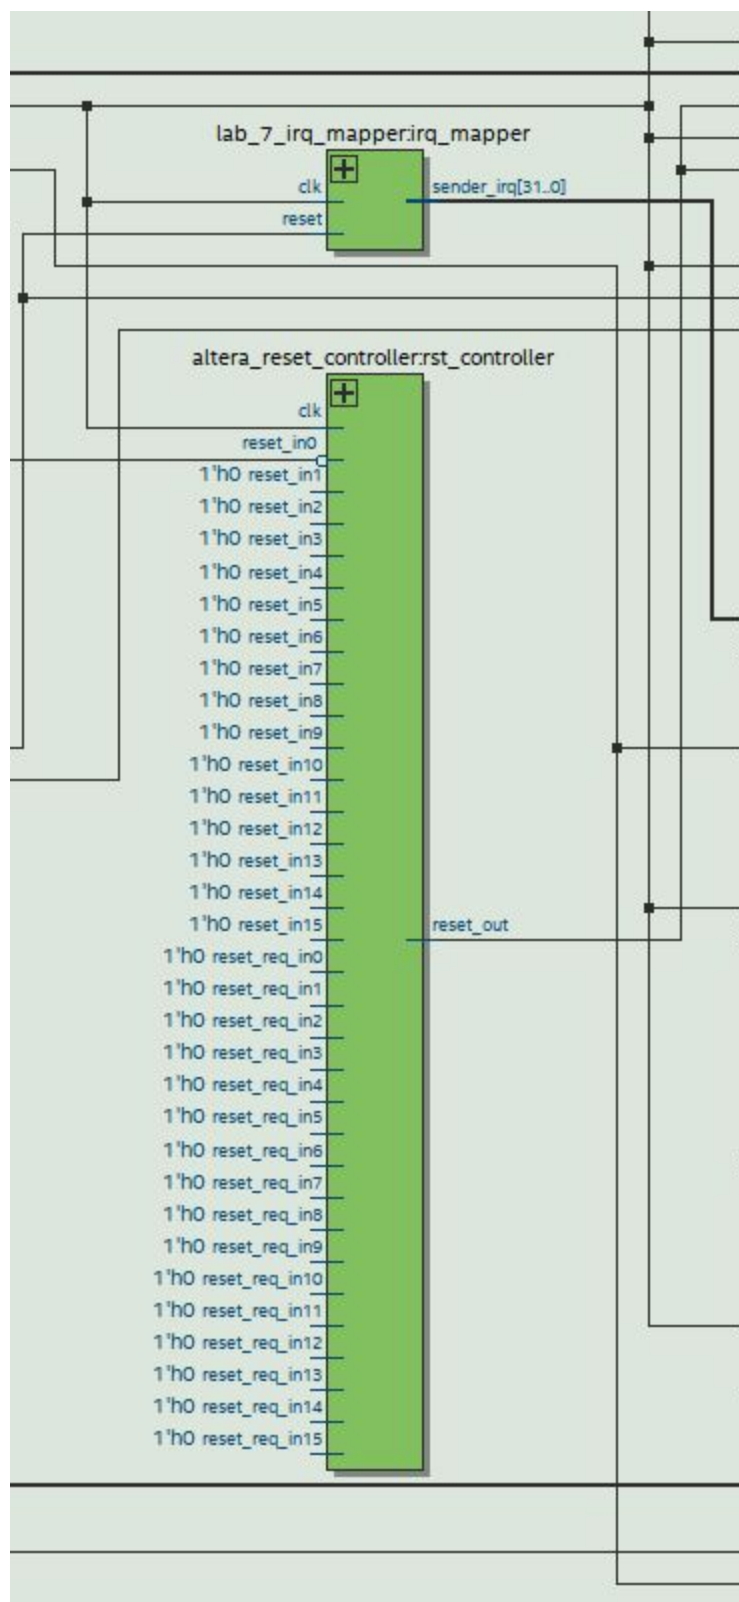 lab_7_irq_mapper:irq_mapper
clk
sender_irq[31..0]
reset
altera_reset_controller:rst_controller
clk
reset_in0
1'h0 reset_in1
1'h0 reset_in2
1'h0 reset_in3
1'h0 reset_in4
1'h0 reset_in5
1'h0 reset_in6
1'h0 reset_in7
1'h0 reset_in8
1'h0 reset_in9
1'h0 reset_in10
1'h0 reset_in11
1'h0 reset_in12
1'h0 reset_in13
1'h0 reset_in14
1'h0 reset_in15
reset_out
1'h0 reset_req_in0
1'h0 reset_req_in1
1'h0 reset_req_in2
1'h0 reset_req_in3
1'h0 reset_req_in4
1'h0 reset_req_in5
1'h0 reset_req_in6
1'h0 reset_req_in7
1'h0 reset_req_in8
1'h0 reset_req_in9
1'h0 reset_req_in10
1'h0 reset_req_in11
1'h0 reset_req_in12
1'h0 reset_req_in13
1'h0 reset_req_in14
1'h0 reset_req_in15